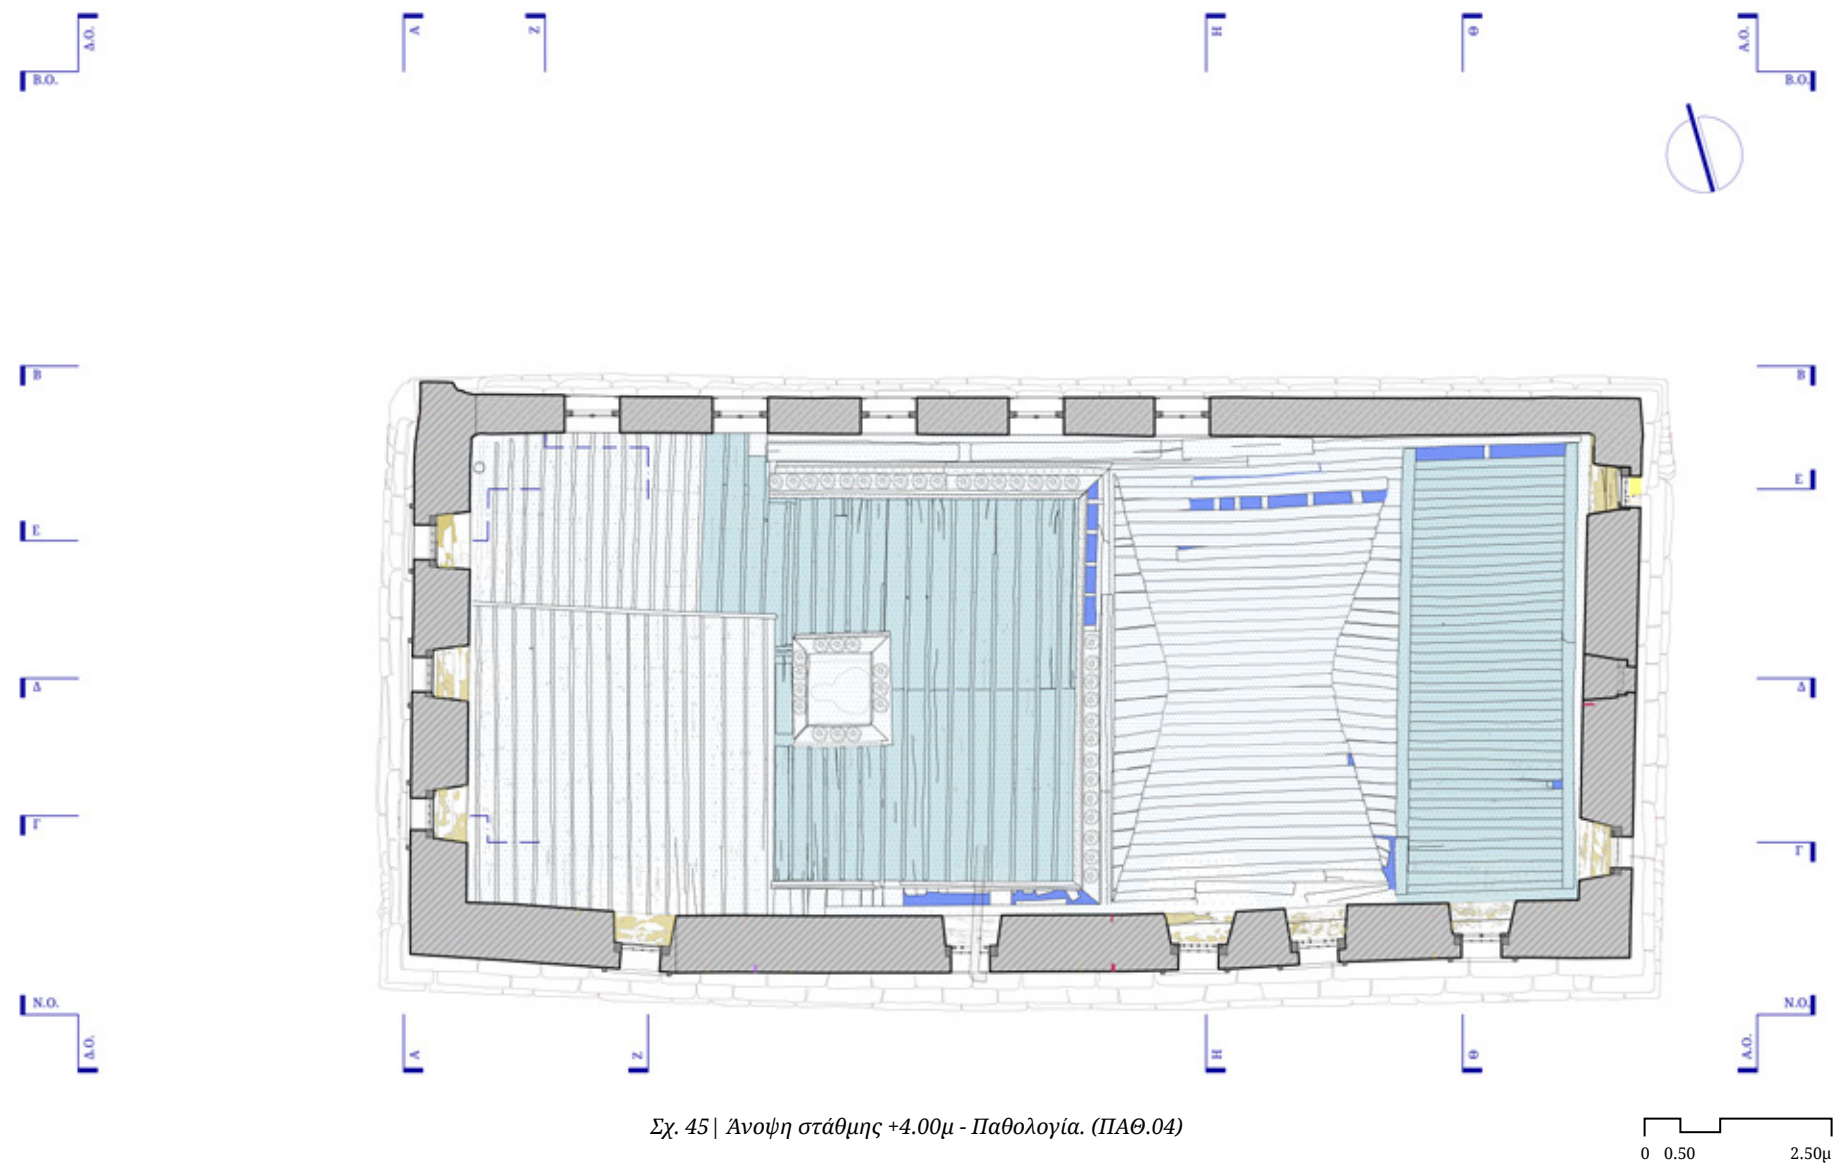 Δ.Ο. A Z H Θ Α.Ο.
Β.Ο. Β.Ο.
B B
E E
Δ Δ
Γ Γ
Ν.Ο. Ν.Ο.
Δ.Ο. A Z H Θ Α.Ο.
Σχ. 45| Άνοψη στάθμης +4.00μ - Παθολογία. (ΠΑΘ.04)
0 0.50 2.50μ